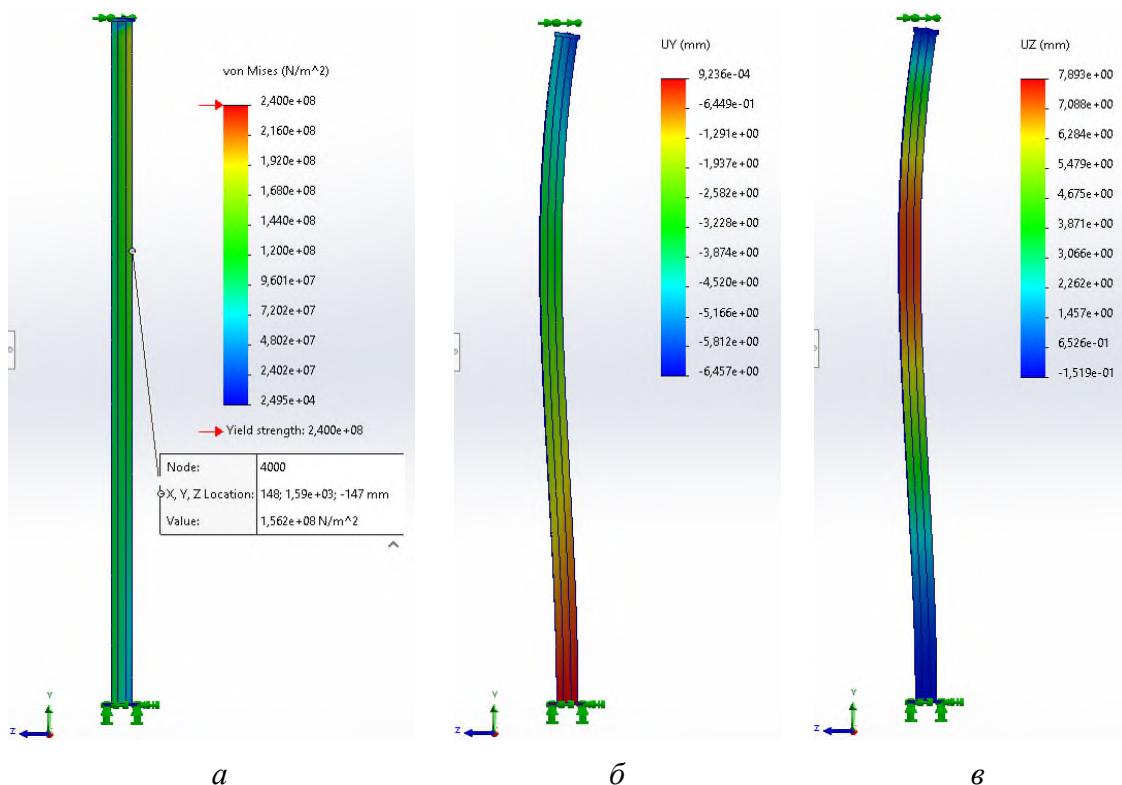 von Mises (N/m^2)
2,400e+08
2,160e+08
1,920e+08
1,680e+08
1,440e+08
1,200e+08
9,601e+07
7,202e+07
4,802e+07
2,402e+07
2,495e+04
Yield strength: 2,400e+08
Node: 4000
X, Y, Z Location: 148; 1,59e+03; -147 mm
Value: 1,562e+08 N/m^2
Y
Z
а
UY (mm)
9,236e-04
-6,449e-01
-1,291e+00
-1,937e+00
-2,582e+00
-3,228e+00
-3,874e+00
-4,520e+00
-5,166e+00
-5,812e+00
-6,457e+00
Y
Z
б
UZ (mm)
7,893e+00
7,088e+00
6,284e+00
5,479e+00
4,675e+00
3,871e+00
3,066e+00
2,262e+00
1,457e+00
6,526e-01
-1,519e-01
Y
Z
в